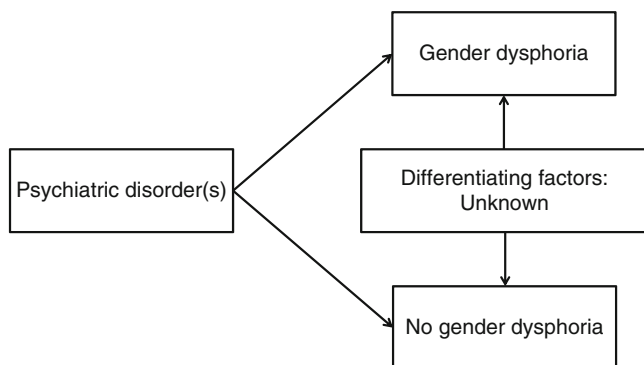 Gender dysphoria
Psychiatric disorder(s)
Differentiating factors:
Unknown
No gender dysphoria